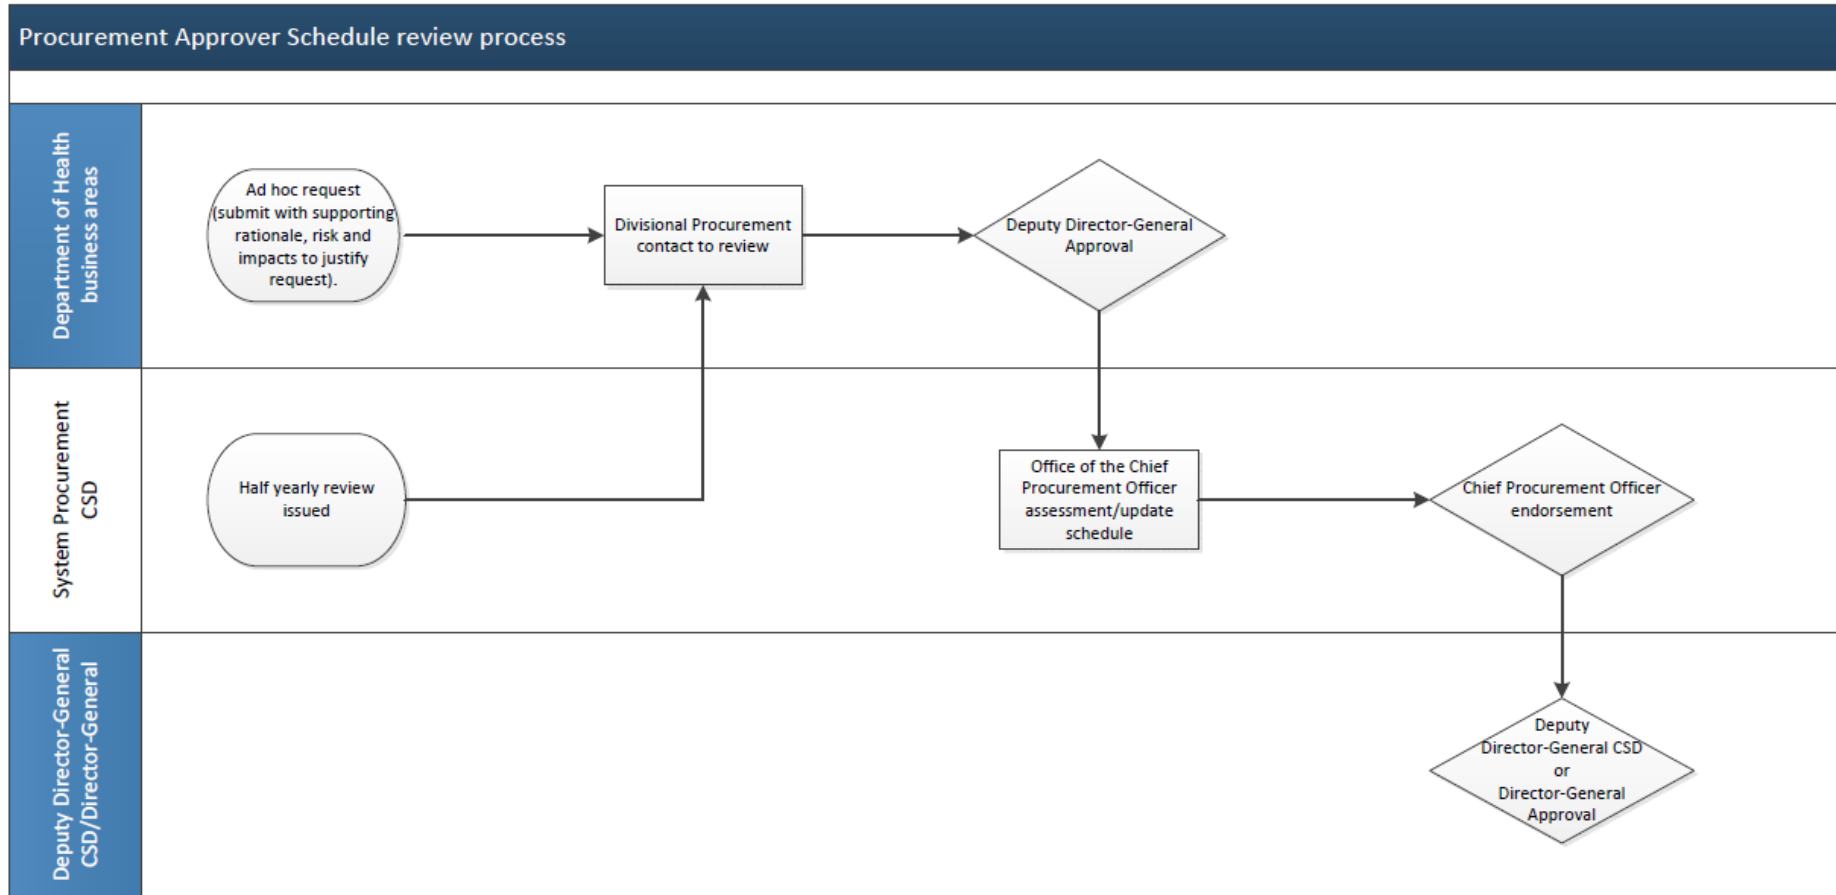 Procurement Approver Schedule review process
Department of Health
business areas
Ad hoc request
(submit with supporting
rationale, risk and
impacts to justify
request).
Divisional Procurement
contact to review
Deputy Director-General
Approval
System Procurement
CSD
Half yearly review
issued
Office of the Chief
Procurement Officer
assessment/update
schedule
Chief Procurement Officer
endorsement
Deputy Director-General
CSD/Director-General
Deputy
Director-General CSD
or
Director-General
Approval